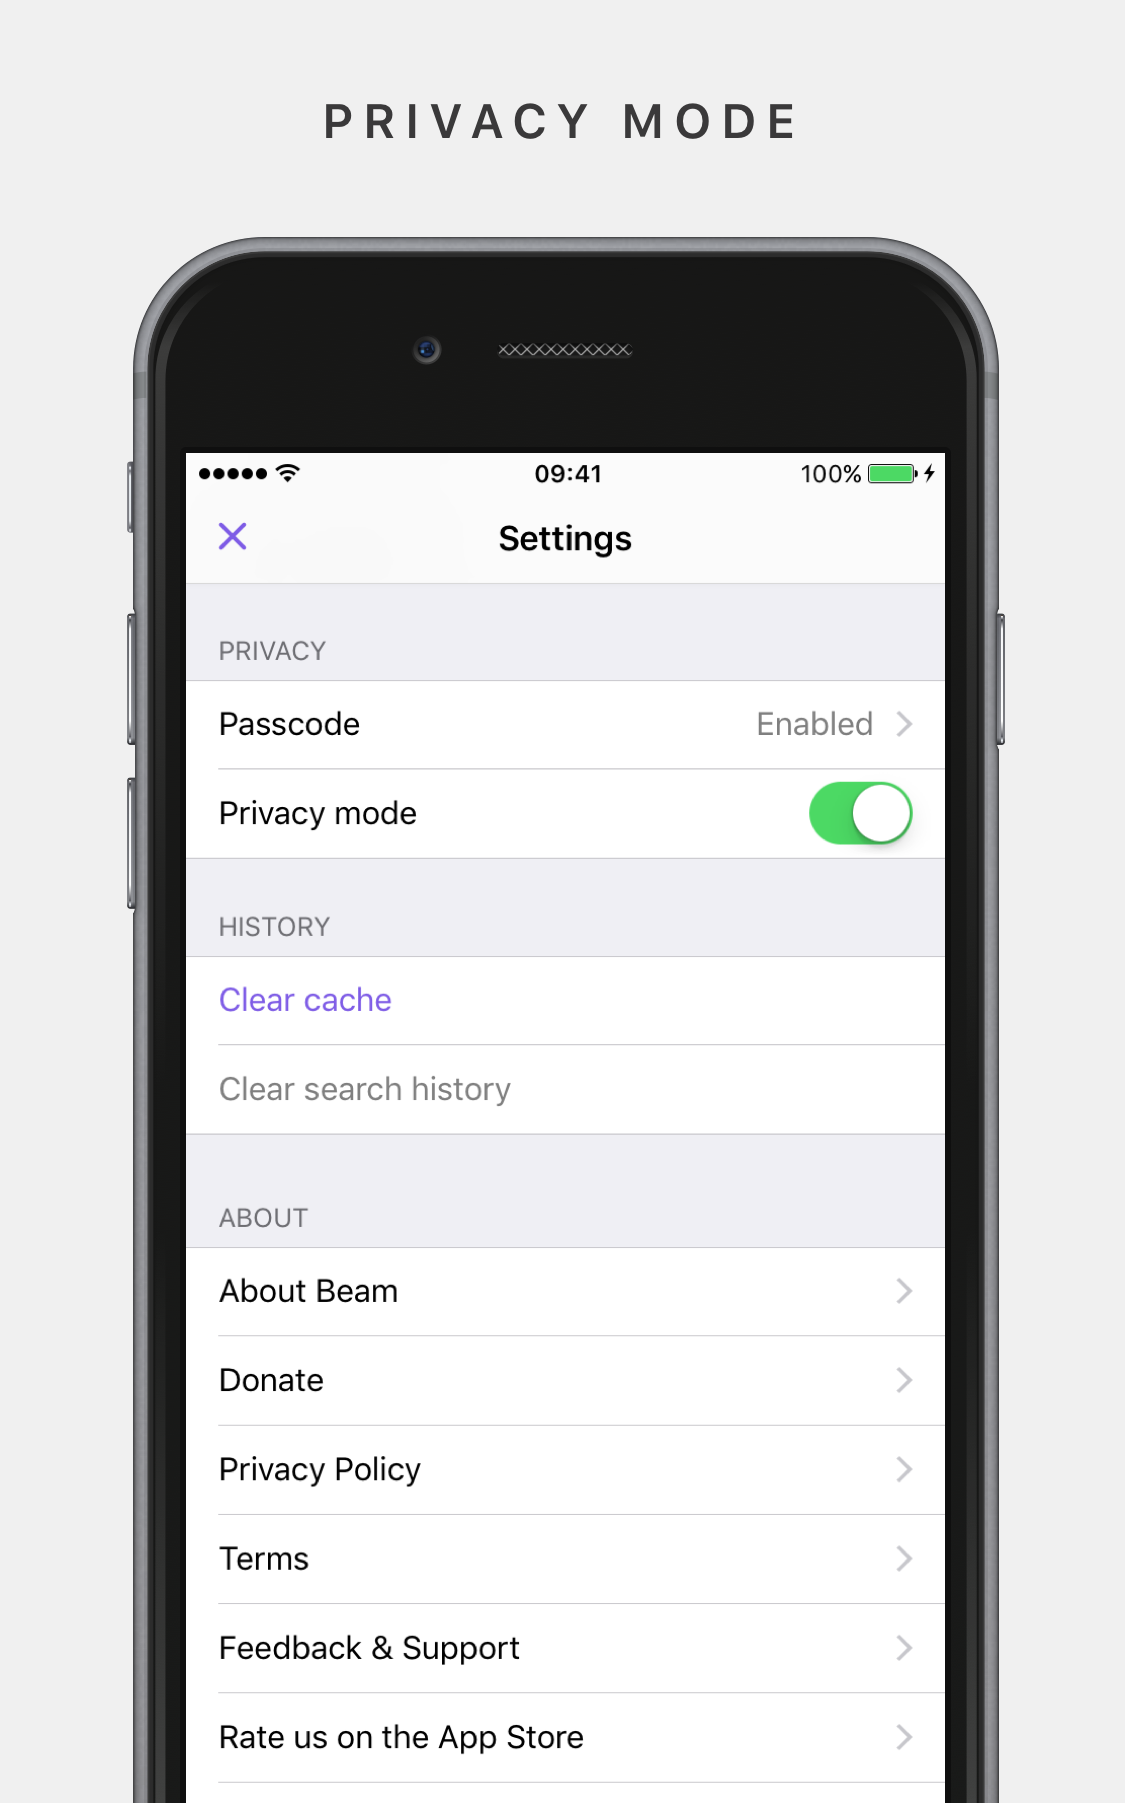 PRIVACY MODE
09:41
100%
Settings
PRIVACY
Passcode
Enabled
Privacy mode
HISTORY
Clear cache
Clear search history
ABOUT
About Beam
Donate
Privacy Policy
Terms
Feedback & Support
Rate us on the App Store